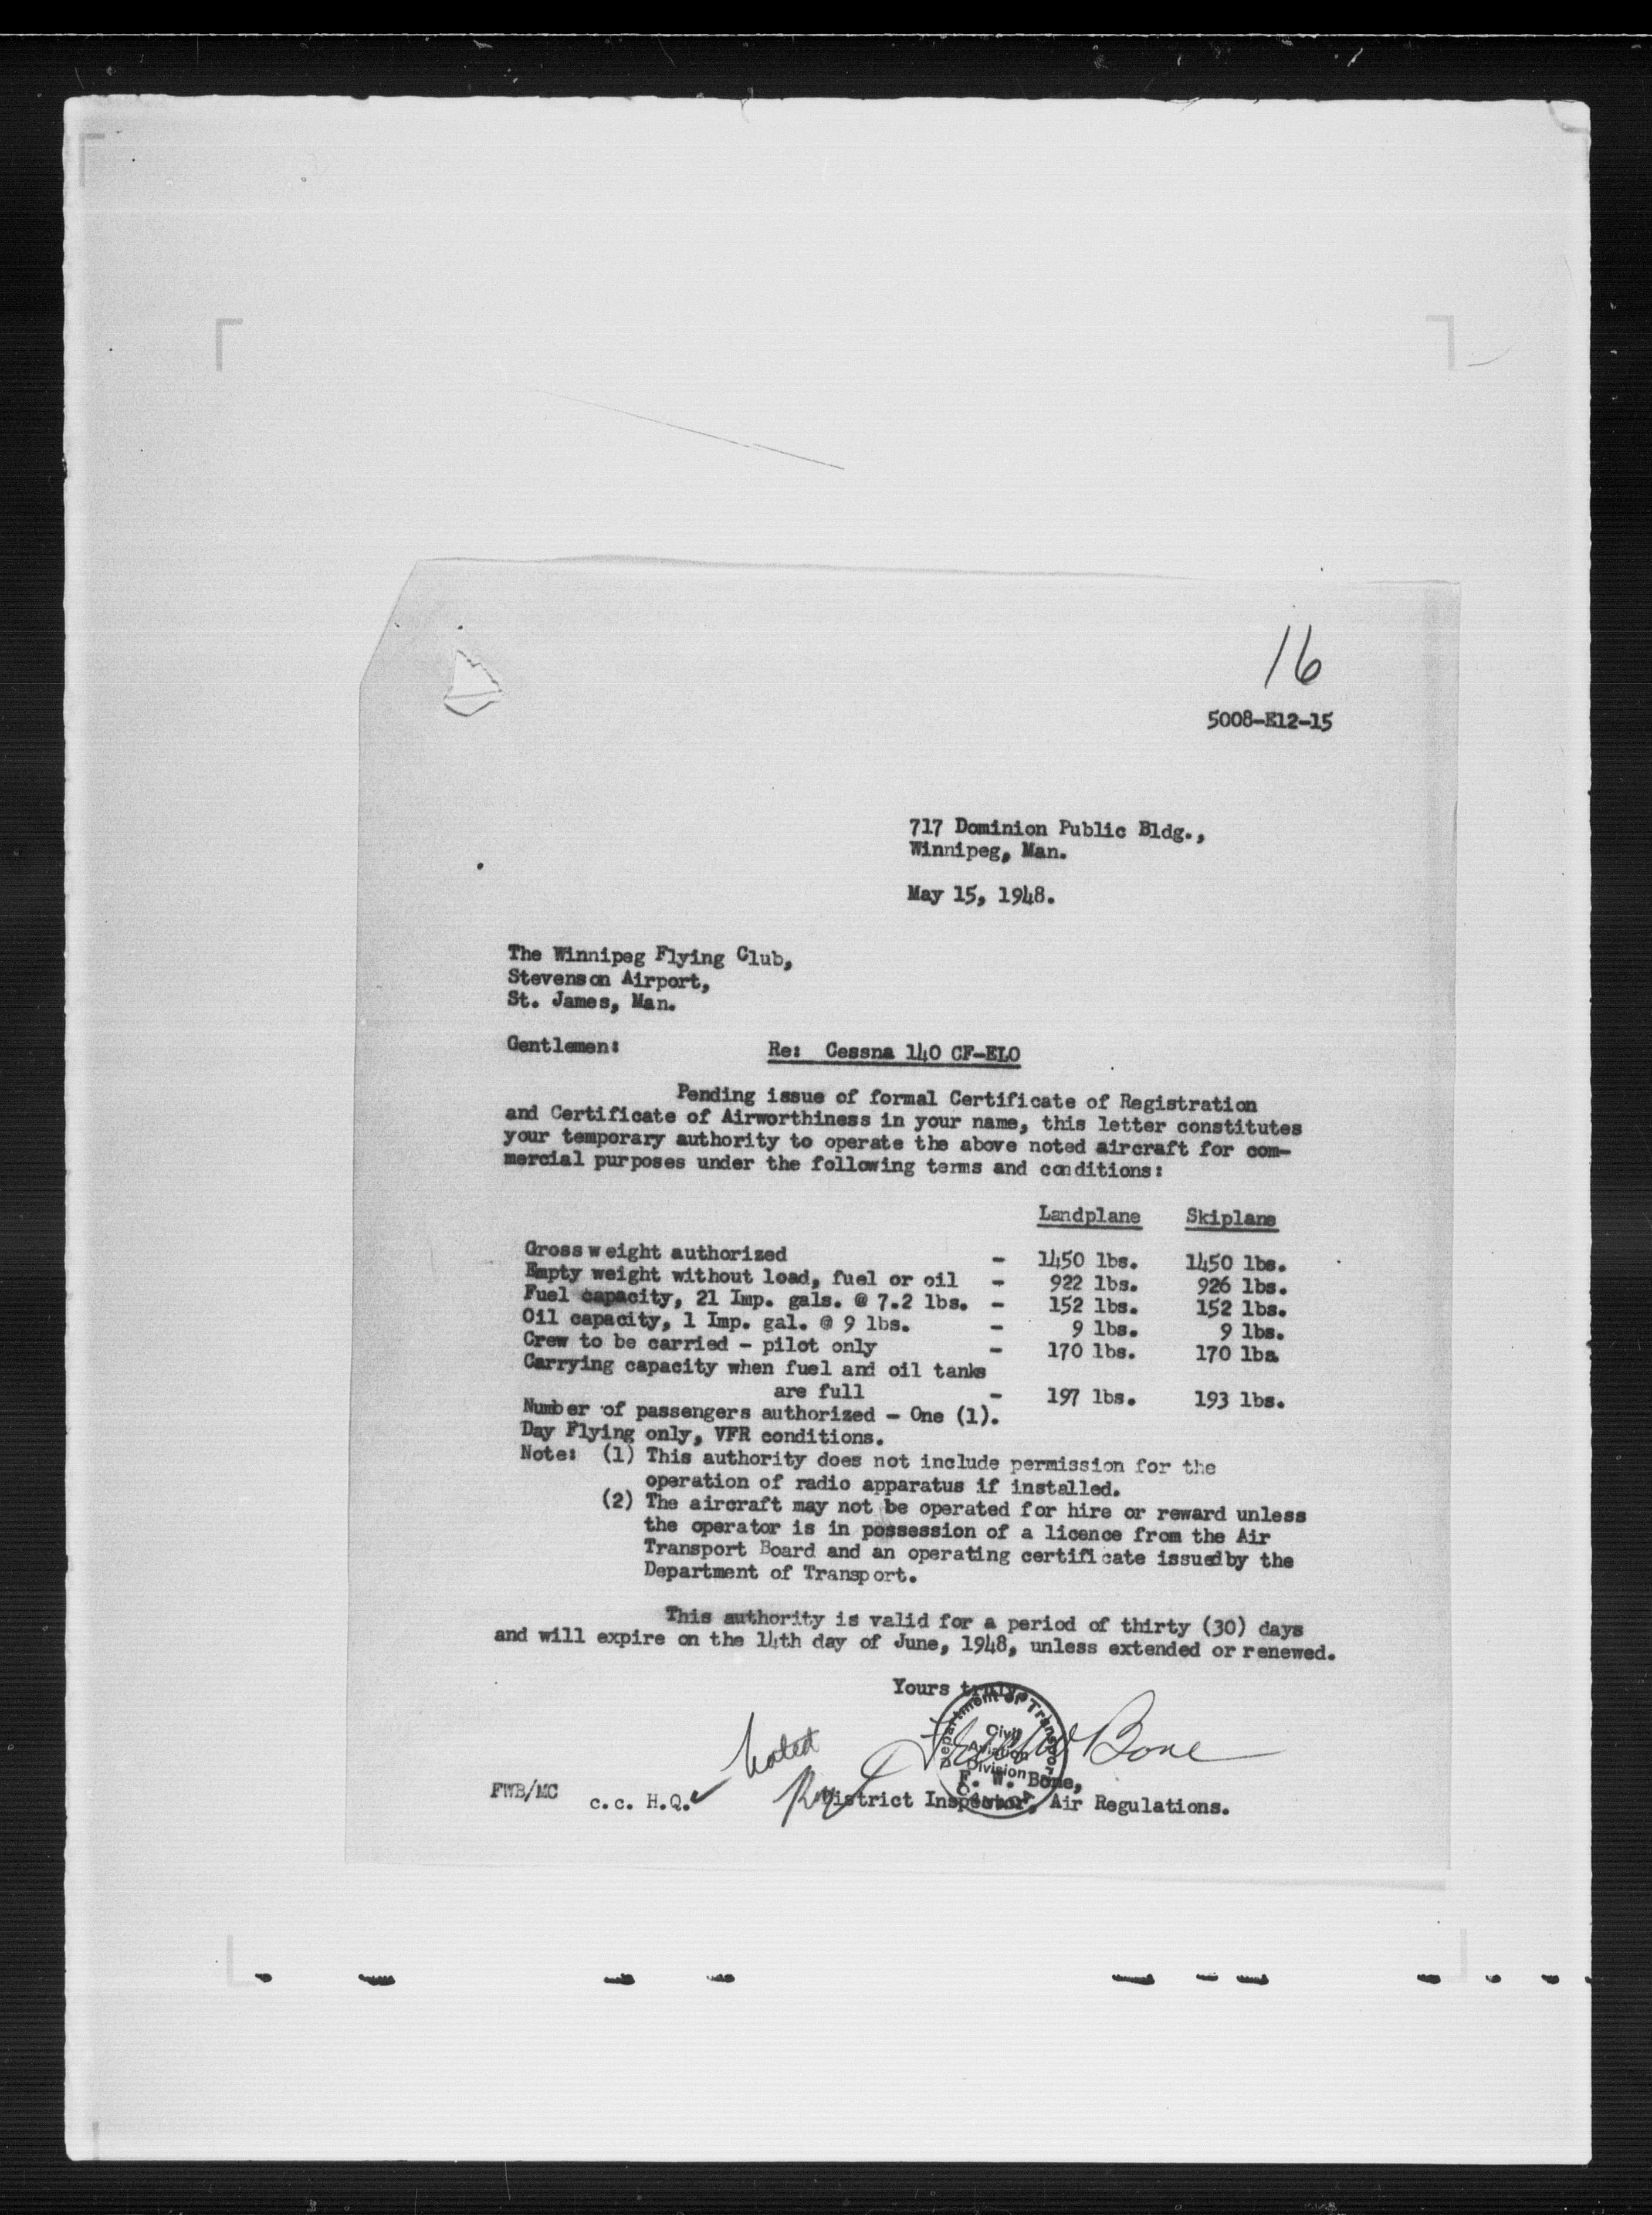 16
5008-E12-15
717 Dominion Public Bldg.,
Winnipeg, Man.
May 15, 1948.
The Winnipeg Flying Club,
Stevenson Airport,
St. James, Man.
Gentlemen:
Re: Cessna 140 CF-ELO
Pending issue of formal Certificate of Registration
and Certificate of Airworthiness in your name, this letter constitutes
your temporary authority to operate the above noted aircraft for com-
mercial purposes under the following terms and conditions:
Landplane Skiplane
Gross weight authorized - 1450 lbs. 1450 lbs.
Empty weight without load, fuel or oil - 922 lbs. 926 lbs.
Fuel capacity, 21 Imp. gals. @ 7.2 lbs. - 152 lbs. 152 lbs.
Oil capacity, 1 Imp. gal. @ 9 lbs. - 9 lbs. 9 lbs.
Crew to be carried - pilot only - 170 lbs. 170 lbs.
Carrying capacity when fuel and oil tanks
are full - 197 lbs. 193 lbs.
Number of passengers authorized - One (1).
Day Flying only, VFR conditions.
Note: (1) This authority does not include permission for the
operation of radio apparatus if installed.
(2) The aircraft may not be operated for hire or reward unless
the operator is in possession of a licence from the Air
Transport Board and an operating certificate issued by the
Department of Transport.
This authority is valid for a period of thirty (30) days
and will expire on the 14th day of June, 1948, unless extended or renewed.
Yours truly,
Department of Transport
Civil
Aviation
Division
Canada
Noted
Bone
F. W. Bone,
District Inspector, Air Regulations.
FWB/MC c.c. H.Q.